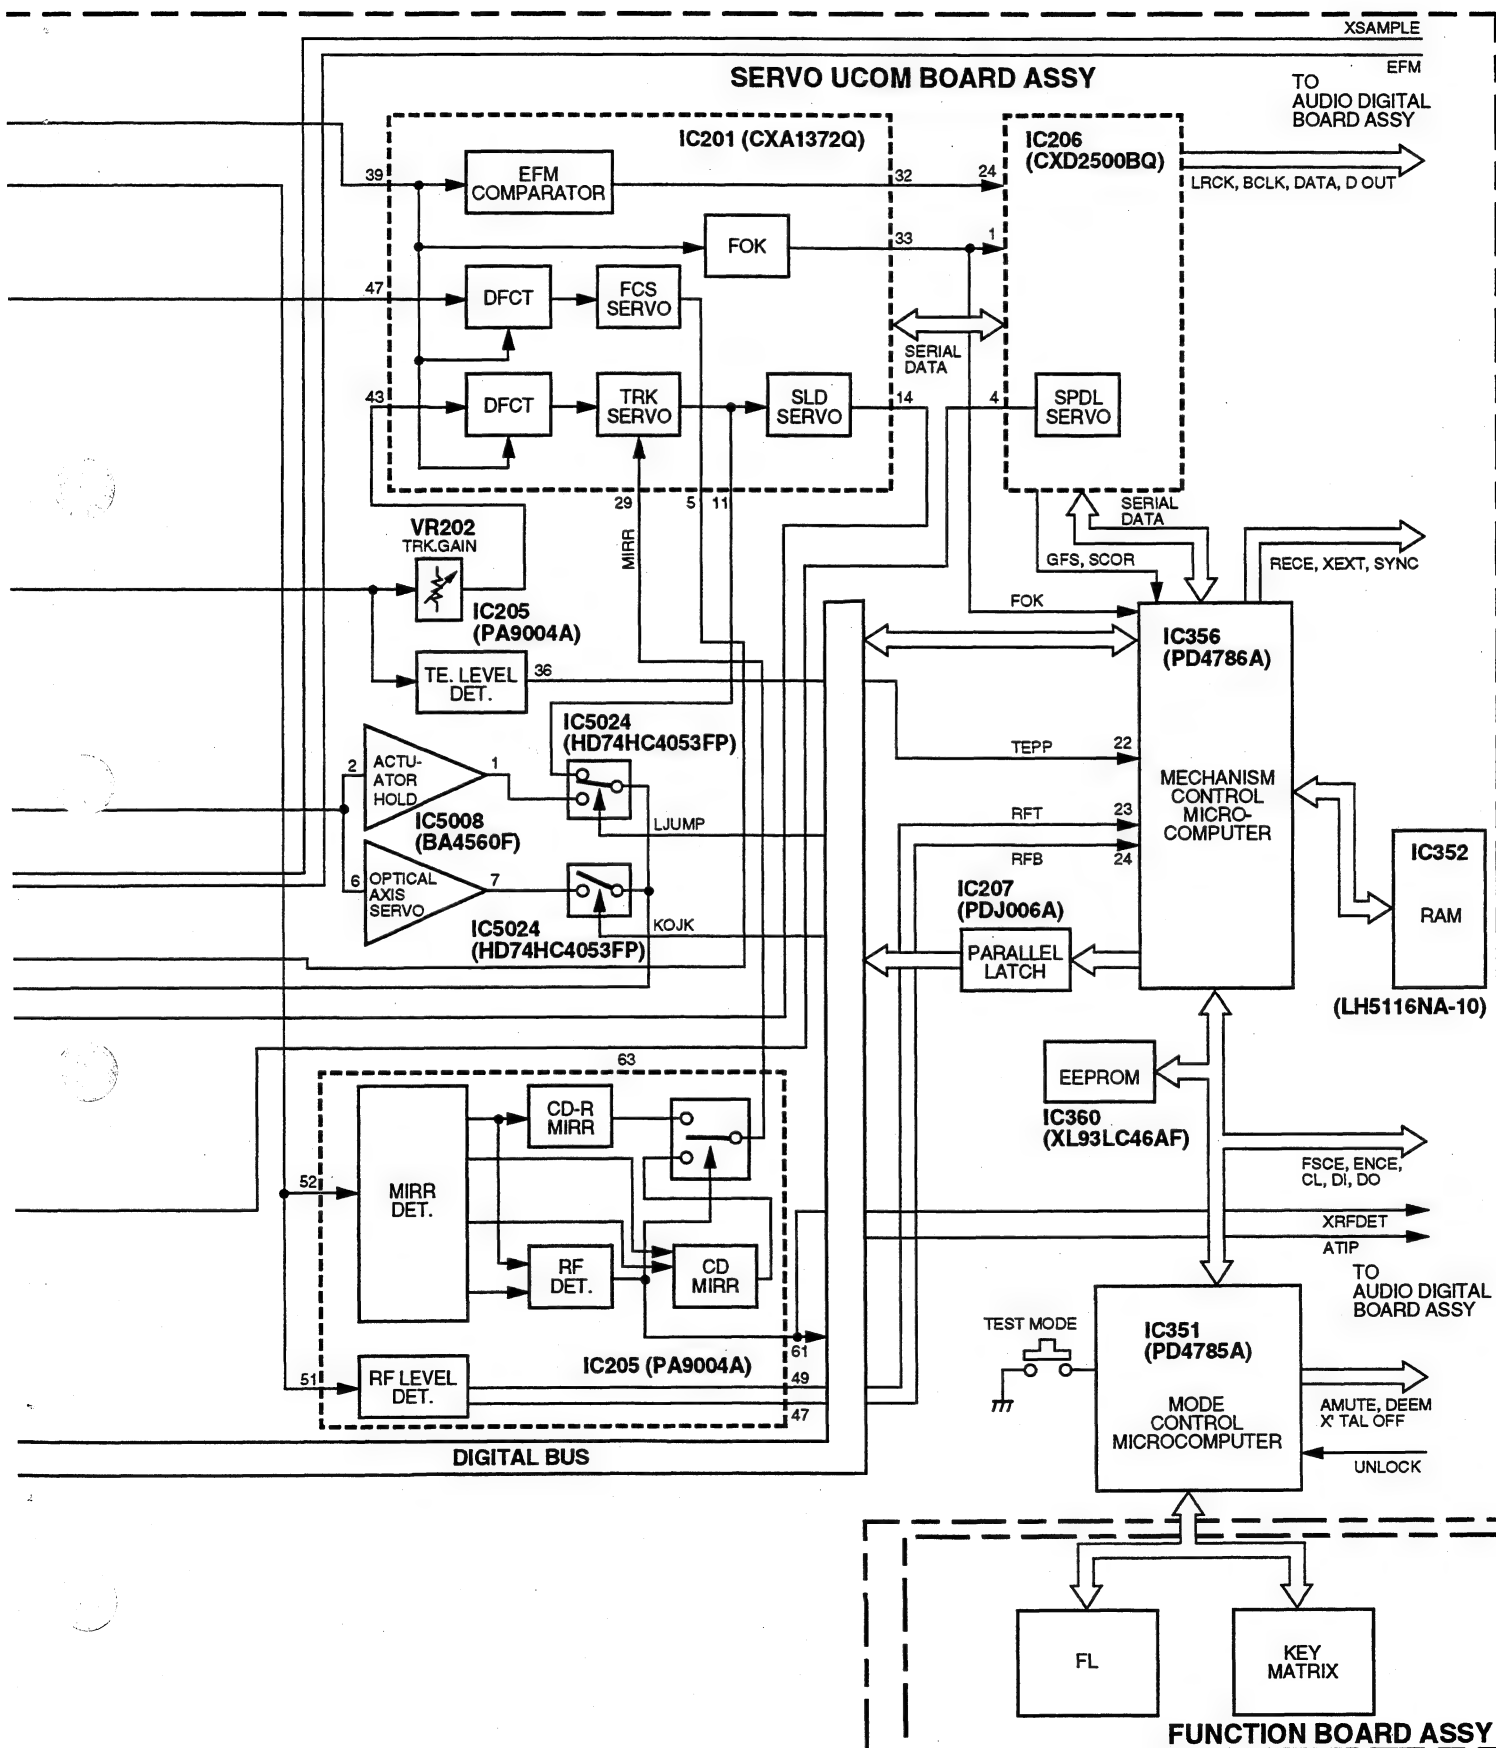 XSAMPLE
EFM
SERVO UCOM BOARD ASSY
TO
AUDIO DIGITAL
BOARD ASSY
IC201 (CXA1372Q)
IC206
(CXD2500BQ)
39
EFM
COMPARATOR
32
24
LRCK, BCLK, DATA, D OUT
FOK
33
1
47
DFCT
FCS
SERVO
SERIAL
DATA
43
DFCT
TRK
SERVO
SLD
SERVO
14
4
SPDL
SERVO
29
5
11
MIRR
SERIAL
DATA
VR202
TRK.GAIN
GFS, SCOR
RECE, XEXT, SYNC
FOK
IC205
(PA9004A)
IC356
(PD4786A)
TE. LEVEL
DET.
36
IC5024
(HD74HC4053FP)
TEPP
22
2
ACTU-
ATOR
HOLD
1
MECHANISM
CONTROL
MICRO-
COMPUTER
IC5008
(BA4560F)
LJUMP
RFT
23
RFB
24
IC352
RAM
(LH5116NA-10)
6
OPTICAL
AXIS
SERVO
7
IC5024
(HD74HC4053FP)
KOJK
IC207
(PDJ006A)
PARALLEL
LATCH
63
EEPROM
IC360
(XL93LC46AF)
CD-R
MIRR
FSCE, ENCE,
CL, DI, DO
52
MIRR
DET.
XRFDET
ATIP
TO
AUDIO DIGITAL
BOARD ASSY
RF
DET.
CD
MIRR
TEST MODE
IC351
(PD4785A)
61
IC205 (PA9004A)
51
RF LEVEL
DET.
49
47
MODE
CONTROL
MICROCOMPUTER
AMUTE, DEEM
X' TAL OFF
UNLOCK
DIGITAL BUS
FL
KEY
MATRIX
FUNCTION BOARD ASSY